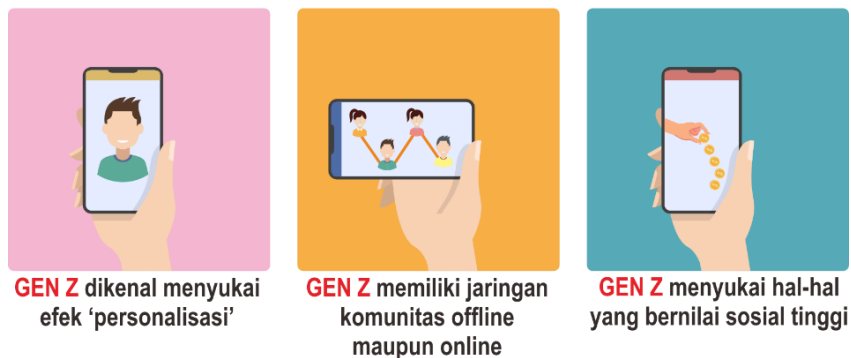 GEN Z dikenal menyukai
efek ‘personalisasi’
GEN Z memiliki jaringan
komunitas offline
maupun online
GEN Z menyukai hal-hal
yang bernilai sosial tinggi